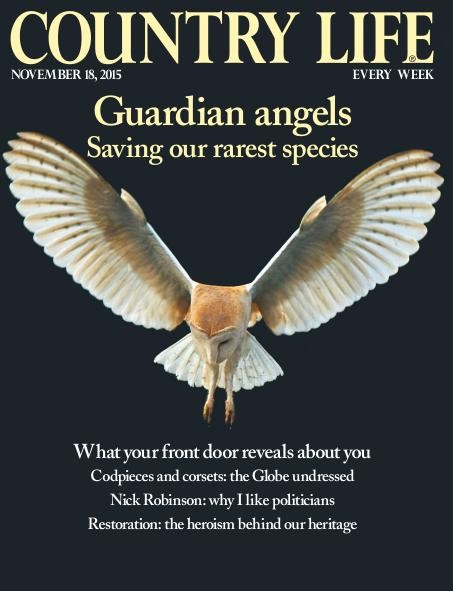 COUNTRY LIFE®
NOVEMBER 18, 2015 EVERY WEEK
Guardian angels
Saving our rarest species
What your front door reveals about you
Codpieces and corsets: the Globe undressed
Nick Robinson: why I like politicians
Restoration: the heroism behind our heritage